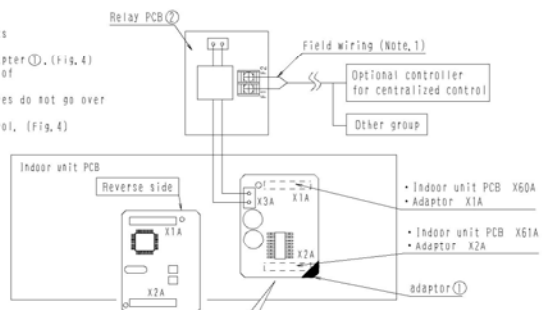 Relay PCB②
s
pter①.(Fig.4)
of
es do not go over
ol, (Fig.4)
Field wiring (Note,1)
Optional controller
for centralized control
Other group
Indoor unit PCB
Reverse side
X1A
X2A
X3A
X1A
X2A
• Indoor unit PCB X60A
• Adaptor X1A
• Indoor unit PCB X61A
• Adaptor X2A
adaptor①